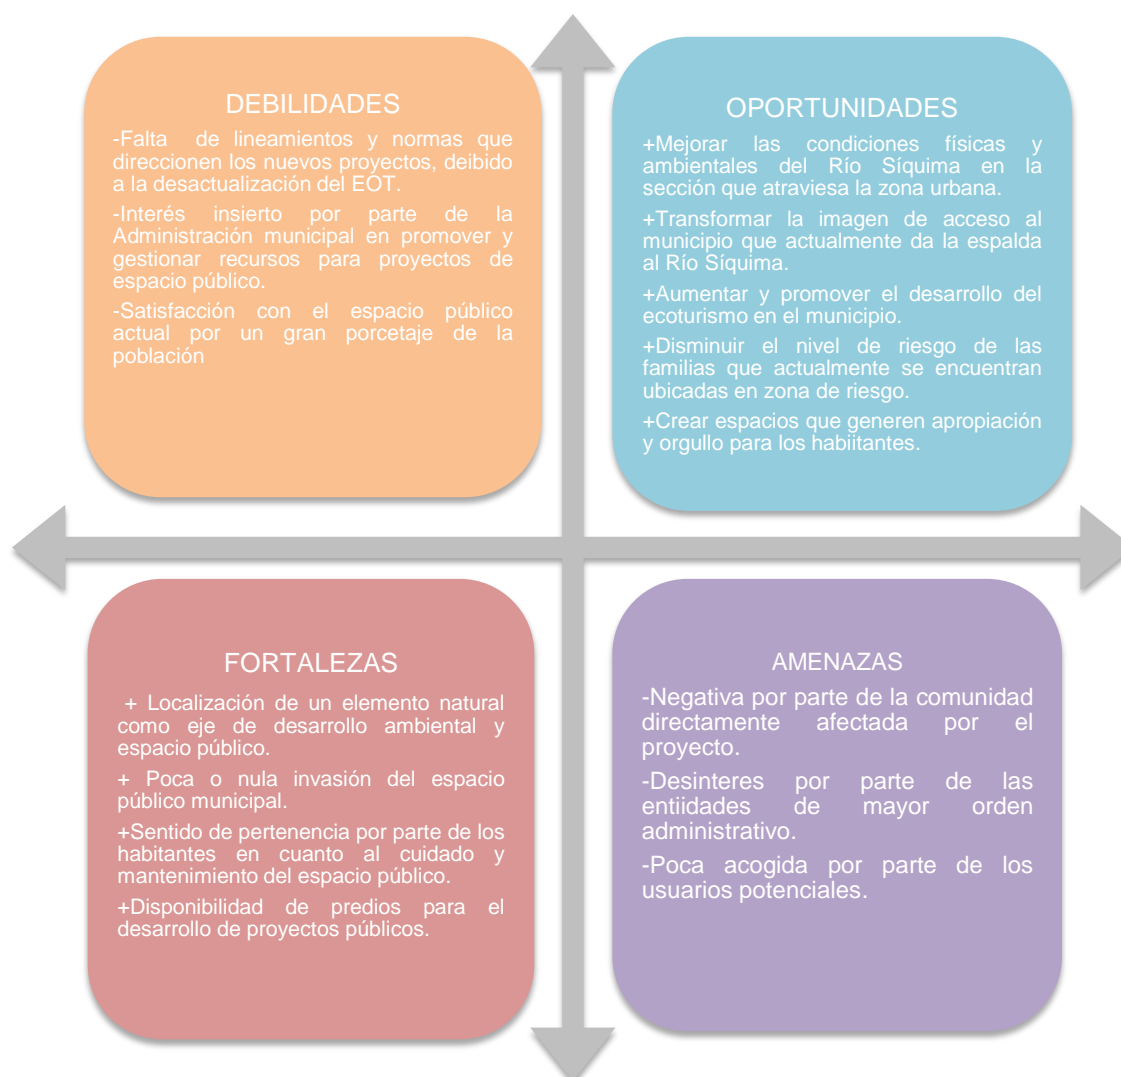 DEBILIDADES
-Falta de lineamientos y normas que
direccionen los nuevos proyectos, deibido
a la desactualización del EOT.
-Interés insierto por parte de la
Administración municipal en promover y
gestionar recursos para proyectos de
espacio público.
-Satisfacción con el espacio público
actual por un gran porcetaje de la
población
OPORTUNIDADES
+Mejorar las condiciones físicas y
ambientales del Río Síquima en la
sección que atraviesa la zona urbana.
+Transformar la imagen de acceso al
municipio que actualmente da la espalda
al Río Síquima.
+Aumentar y promover el desarrollo del
ecoturismo en el municipio.
+Disminuir el nivel de riesgo de las
familias que actualmente se encuentran
ubicadas en zona de riesgo.
+Crear espacios que generen apropiación
y orgullo para los habiitantes.
FORTALEZAS
+ Localización de un elemento natural
como eje de desarrollo ambiental y
espacio público.
+ Poca o nula invasión del espacio
público municipal.
+Sentido de pertenencia por parte de los
habitantes en cuanto al cuidado y
mantenimiento del espacio público.
+Disponibilidad de predios para el
desarrollo de proyectos públicos.
AMENAZAS
-Negativa por parte de la comunidad
directamente afectada por el
proyecto.
-Desinteres por parte de las
entiidades de mayor orden
administrativo.
-Poca acogida por parte de los
usuarios potenciales.